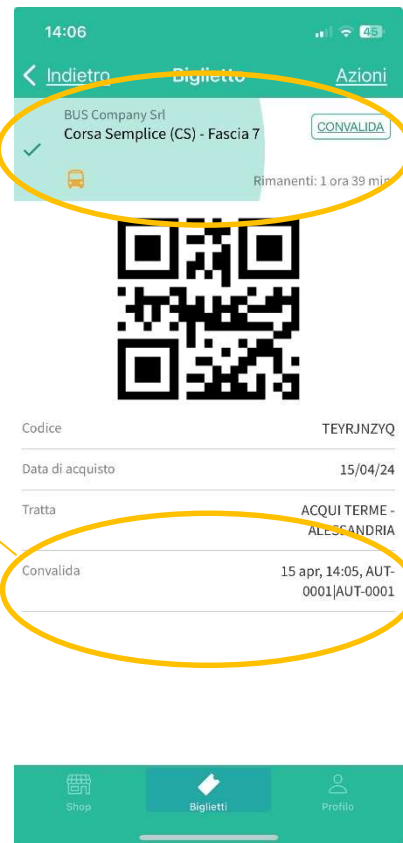 14:06
45
Indietro Biglietto Azioni
BUS Company Srl
Corsa Semplice (CS) - Fascia 7
CONVALIDA
Rimanenti: 1 ora 39 min
Codice TEYRJNZYQ
Data di acquisto 15/04/24
Tratta ACQUI TERME -
ALESSANDRIA
Convalida 15 apr, 14:05, AUT-
0001|AUT-0001
Shop Biglietti Profilo